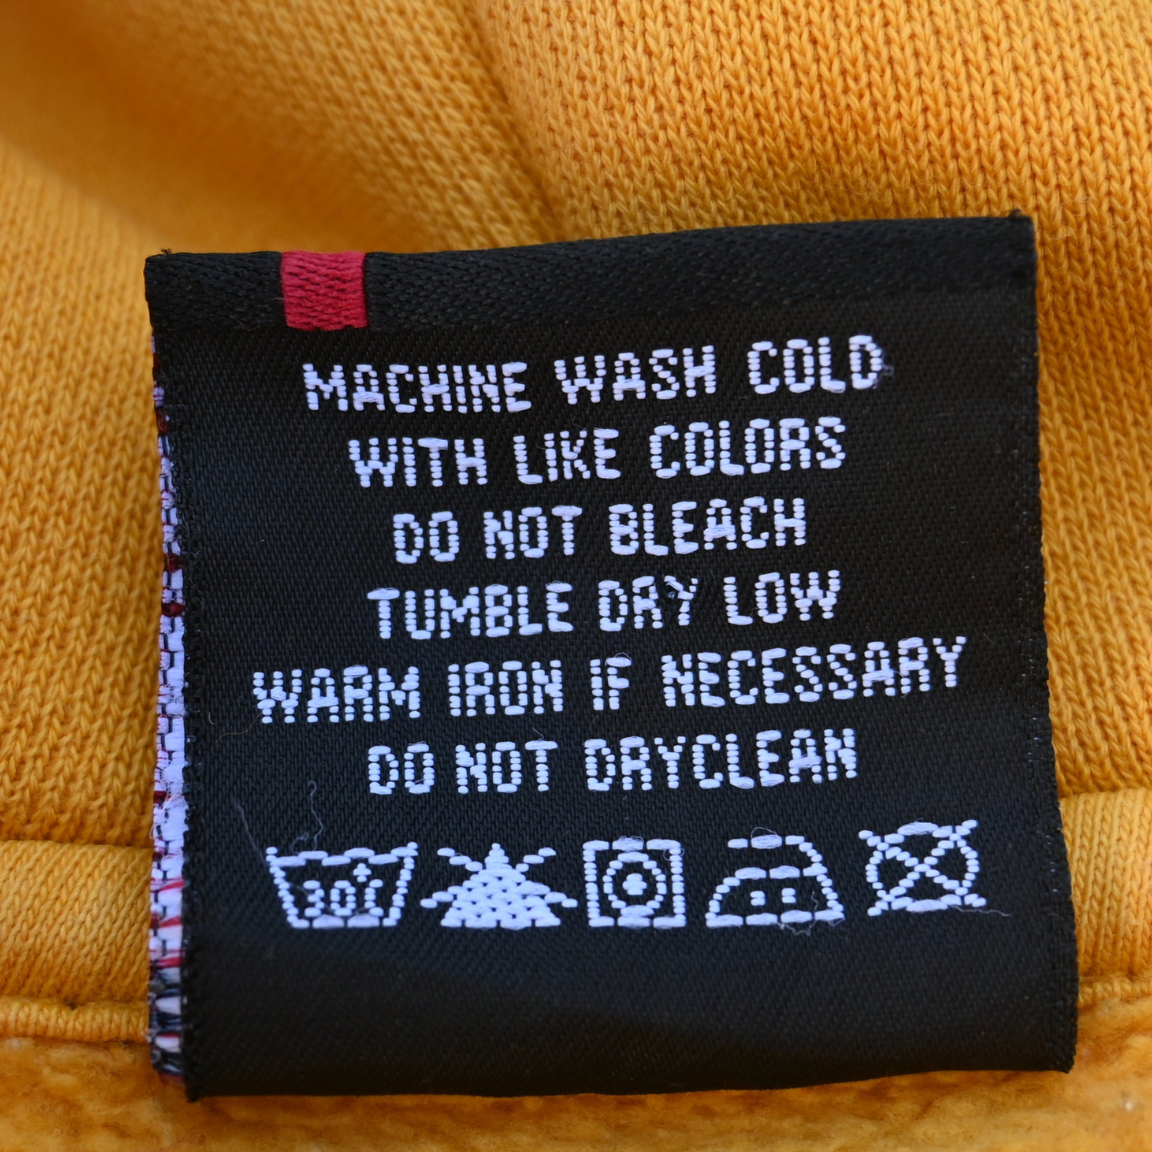 MACHINE WASH COLD
WITH LIKE COLORS
DO NOT BLEACH
TUMBLE DRY LOW
WARM IRON IF NECESSARY
DO NOT DRYCLEAN
30°C